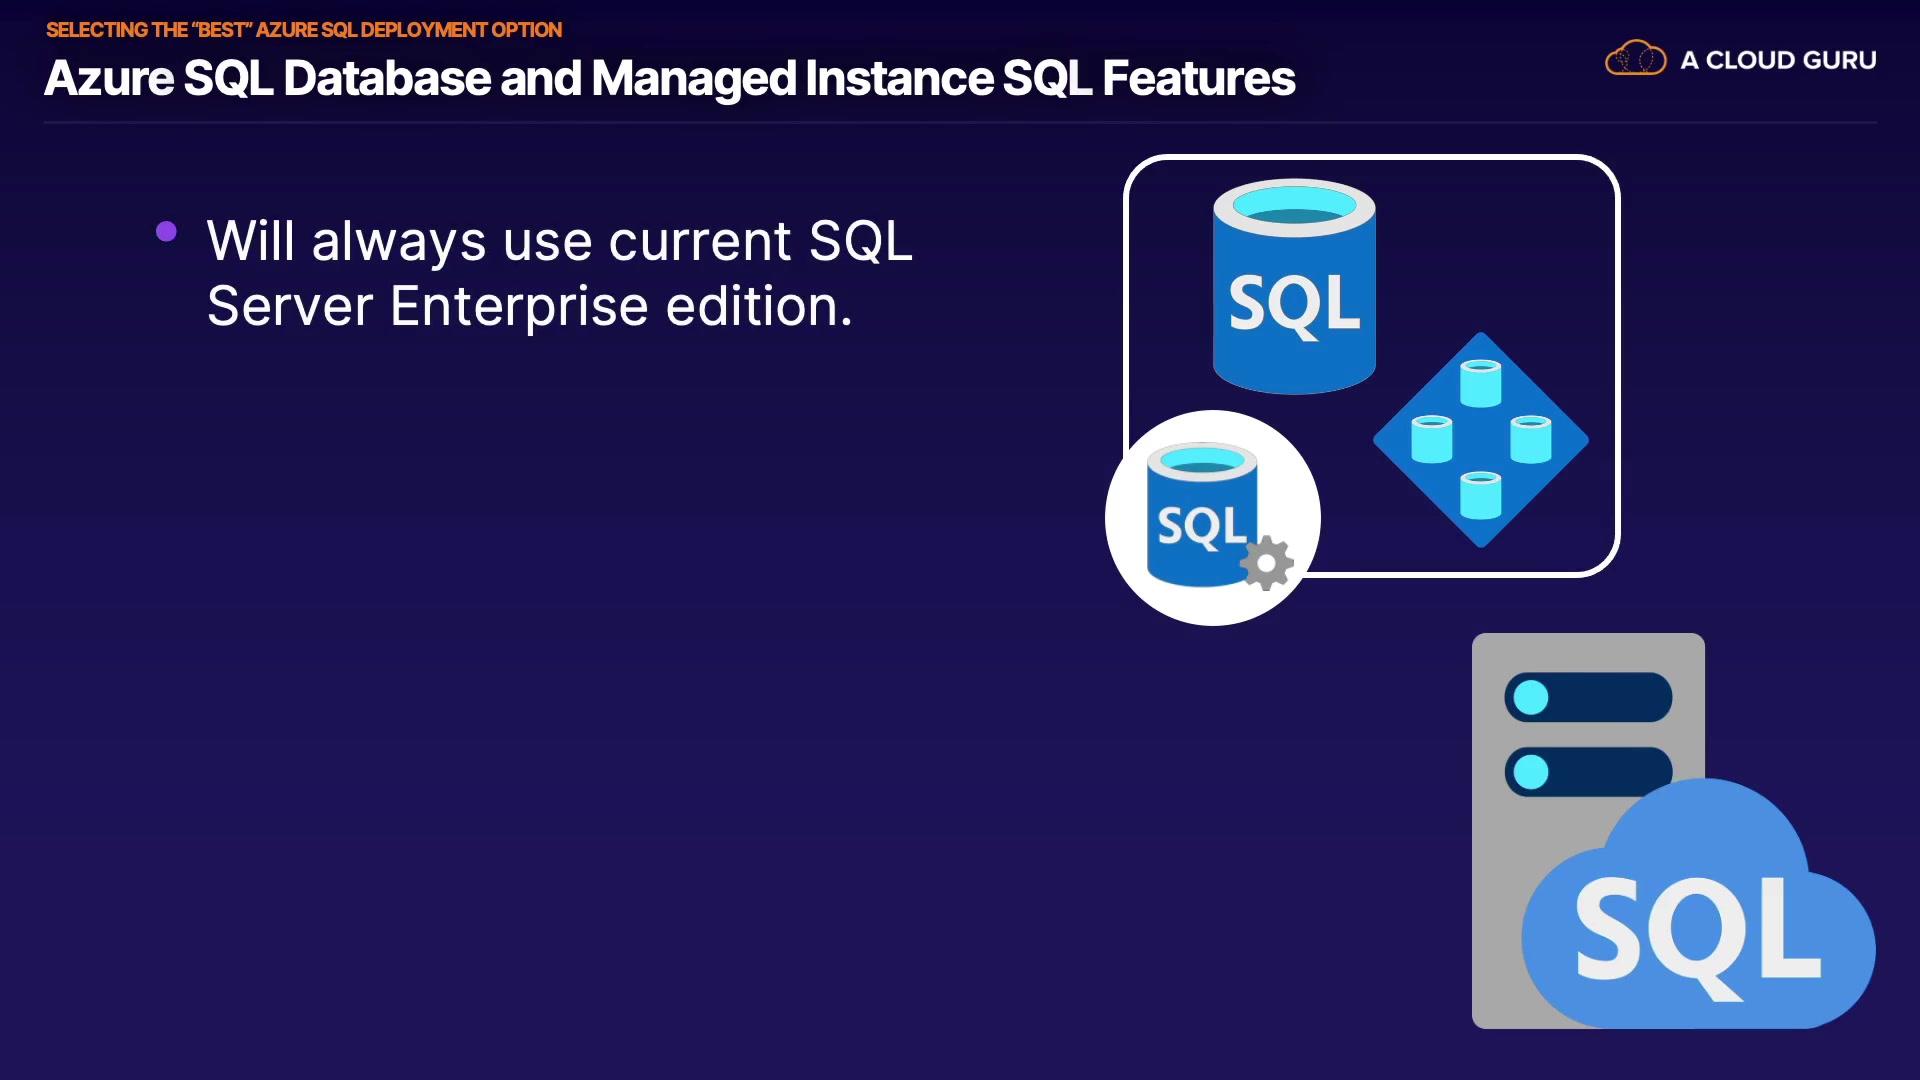 SELECTING THE “BEST” AZURE SQL DEPLOYMENT OPTION
Azure SQL Database and Managed Instance SQL Features
A CLOUD GURU
Will always use current SQL
Server Enterprise edition.
SQL
SQL
SQL